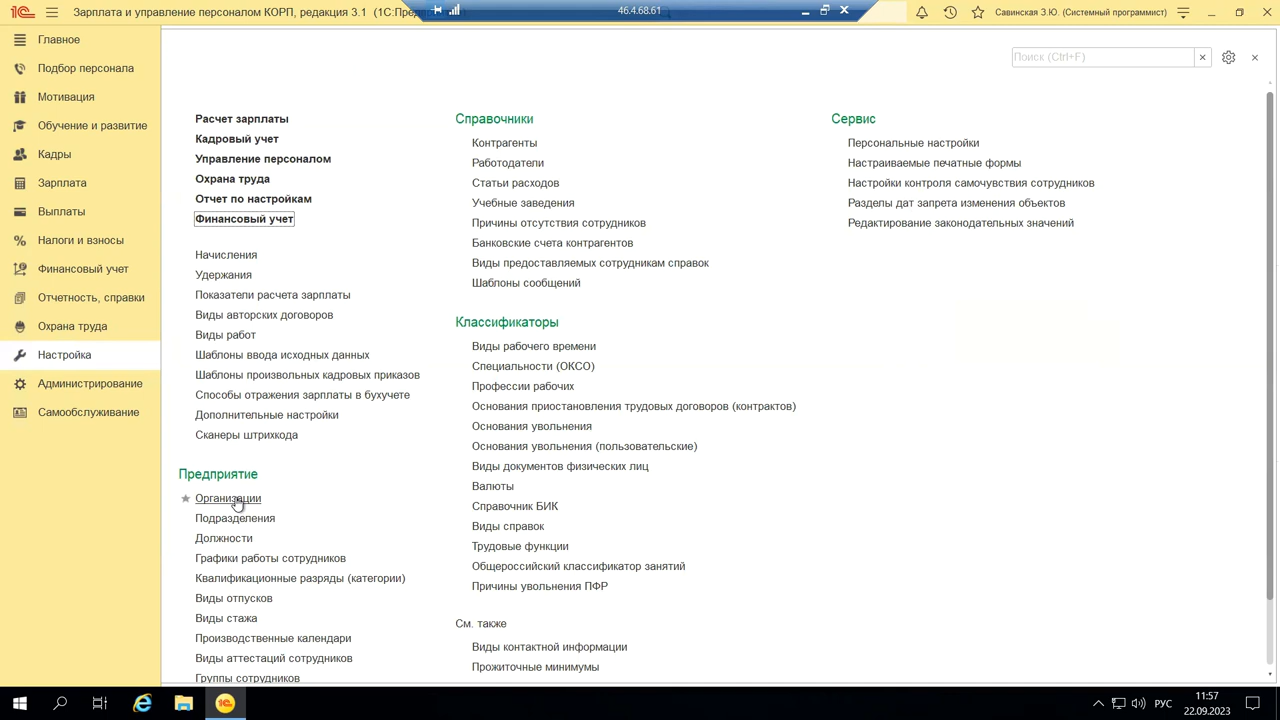 Зарплата и управление персоналом КОРП, редакция 3.1 (1С:Пред
46.4.68.61
Савинская З.Ю. (Системный программист)
Главное
Подбор персонала
Мотивация
Обучение и развитие
Кадры
Зарплата
Выплаты
Налоги и взносы
Финансовый учет
Отчетность, справки
Охрана труда
Настройка
Администрирование
Самообслуживание
Поиск (Ctrl+F)
Расчет зарплаты
Кадровый учет
Управление персоналом
Охрана труда
Отчет по настройкам
Финансовый учет
Начисления
Удержания
Показатели расчета зарплаты
Виды авторских договоров
Виды работ
Шаблоны ввода исходных данных
Шаблоны произвольных кадровых приказов
Способы отражения зарплаты в бухучете
Дополнительные настройки
Сканеры штрихкода
Предприятие
Организации
Подразделения
Должности
Графики работы сотрудников
Квалификационные разряды (категории)
Виды отпусков
Виды стажа
Производственные календари
Виды аттестаций сотрудников
Группы сотрудников
Справочники
Контрагенты
Работодатели
Статьи расходов
Учебные заведения
Причины отсутствия сотрудников
Банковские счета контрагентов
Виды предоставляемых сотрудникам справок
Шаблоны сообщений
Классификаторы
Виды рабочего времени
Специальности (ОКСО)
Профессии рабочих
Основания приостановления трудовых договоров (контрактов)
Основания увольнения
Основания увольнения (пользовательские)
Виды документов физических лиц
Валюты
Справочник БИК
Виды справок
Трудовые функции
Общероссийский классификатор занятий
Причины увольнения ПФР
См. также
Виды контактной информации
Прожиточные минимумы
Сервис
Персональные настройки
Настраиваемые печатные формы
Настройки контроля самочувствия сотрудников
Разделы дат запрета изменения объектов
Редактирование законодательных значений
РУС
11:57
22.09.2023